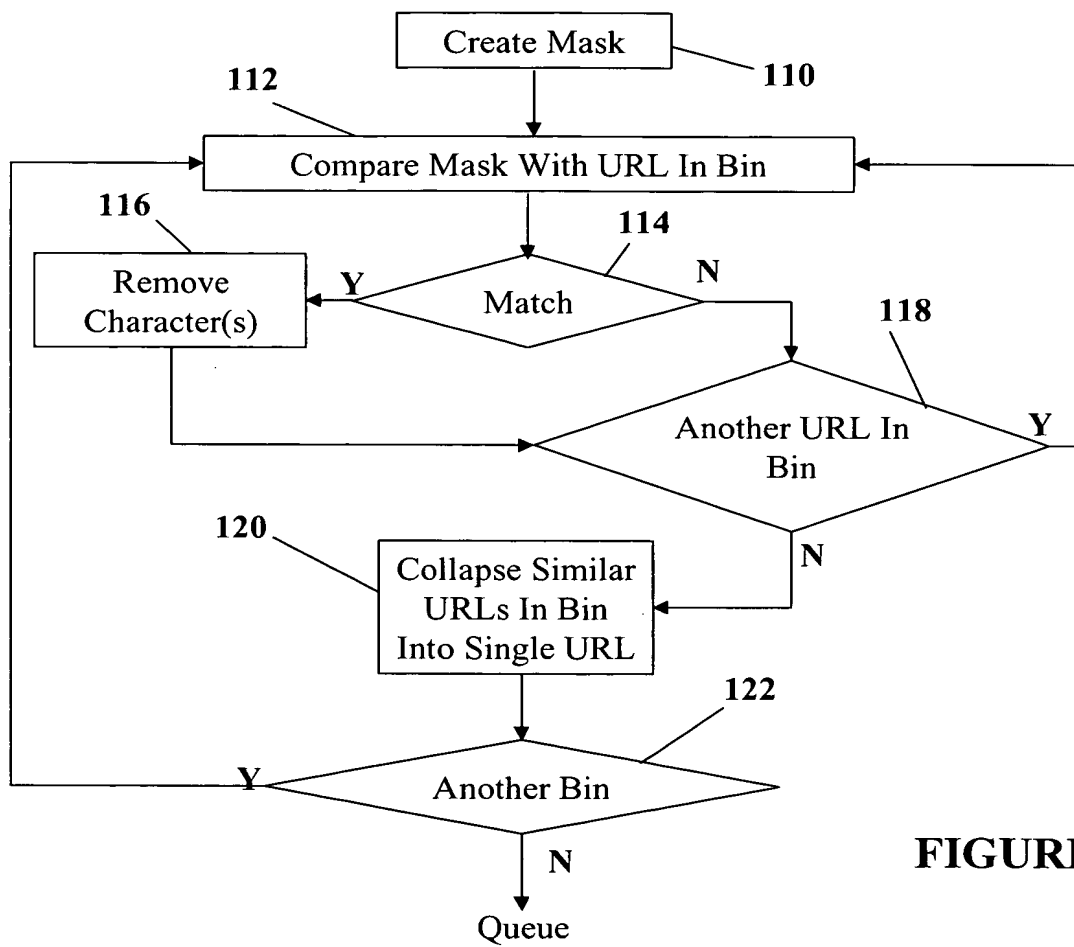 Create Mask
110
112
Compare Mask With URL In Bin
116
114
Y
N
Remove
Character(s)
Match
118
Another URL In
Bin
Y
120
N
Collapse Similar
URLs In Bin
Into Single URL
122
Y
Another Bin
N
Queue